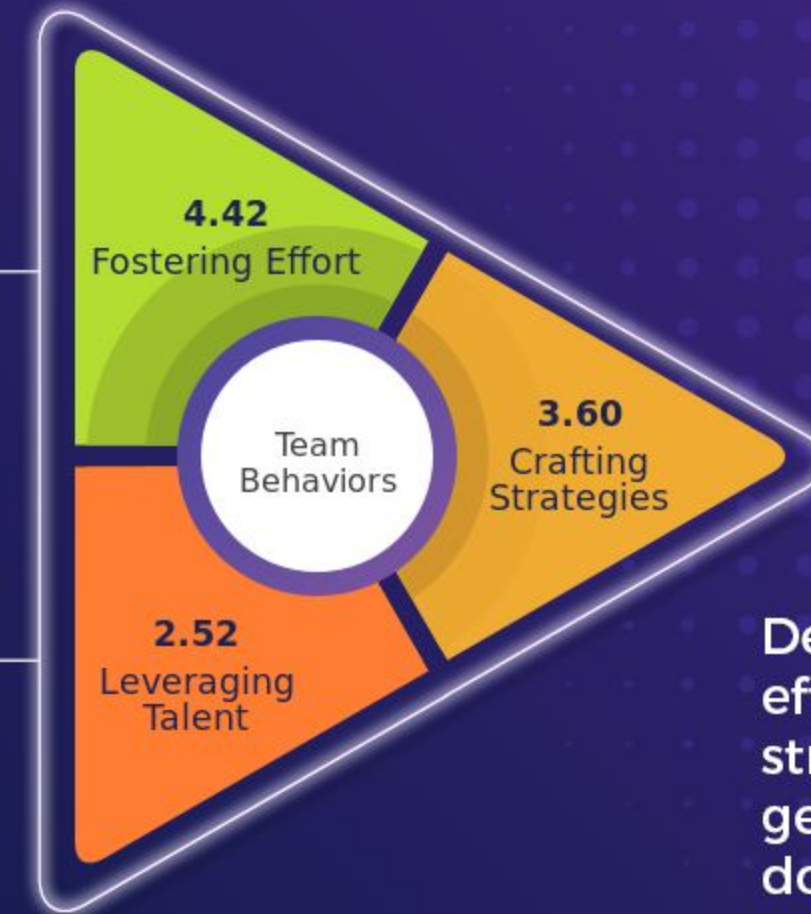 4.42
Fostering Effort
Team
Behaviors
3.60
Crafting
Strategies
2.52
Leveraging
Talent